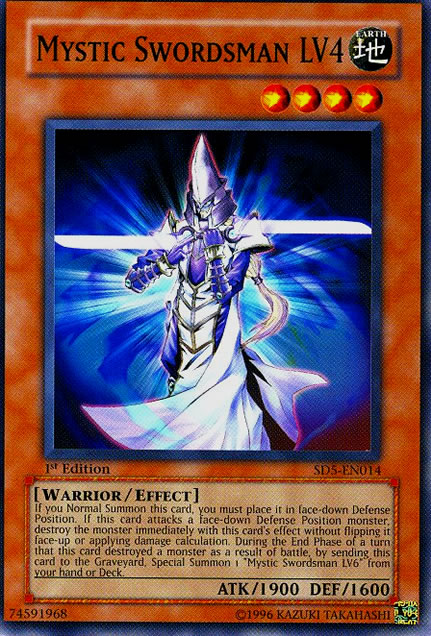 MYSTIC SWORDSMAN LV4
EARTH
地
1st Edition
SD5-EN014
[WARRIOR/EFFECT]
If you Normal Summon this card, you must place it in face-down Defense
Position. If this card attacks a face-down Defense Position monster,
destroy the monster immediately with this card's effect without flipping it
face-up or applying damage calculation. During the End Phase of a turn
that this card destroyed a monster as a result of battle, by sending this
card to the Graveyard, Special Summon 1 "Mystic Swordsman LV6" from
your hand or Deck.
ATK/1900 DEF/1600
74591968
©1996 KAZUKI TAKAHASHI